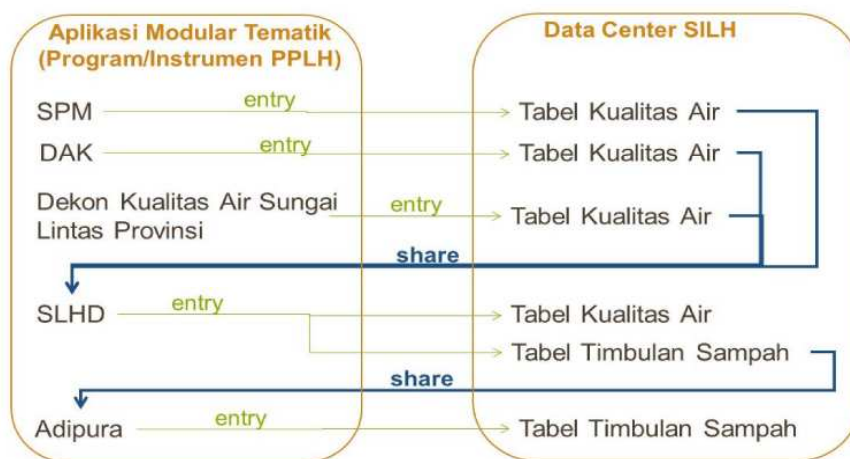 Aplikasi Modular Tematik
(Program/Instrumen PPLH)
Data Center SILH
SPM
entry
Tabel Kualitas Air
DAK
entry
Tabel Kualitas Air
Dekon Kualitas Air Sungai
Lintas Provinsi
entry
Tabel Kualitas Air
share
SLHD
entry
Tabel Kualitas Air
Tabel Timbulan Sampah
share
Adipura
entry
Tabel Timbulan Sampah